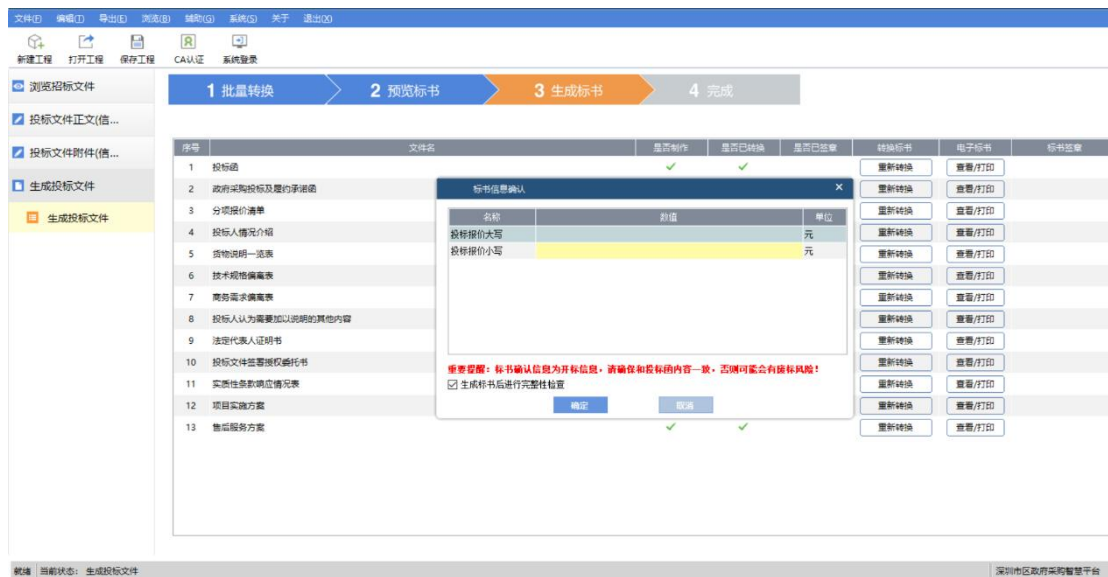 文件(F) 编辑(T) 导出(E) 浏览(B) 辅助(G) 系统(S) 关于 退出(X)
新建工程 打开工程 保存工程 CA认证 系统登录
浏览招标文件
投标文件正文(信...
投标文件附件(信...
生成投标文件
生成投标文件
1 批量转换 2 预览标书 3 生成标书 4 完成
序号 文件名 是否制作 是否已转换 是否已签章 转换标书 电子标书 标书签章
1 投标函 重新转换 查看/打印
2 政府采购投标及履约承诺函 重新转换 查看/打印
3 分项报价清单 重新转换 查看/打印
4 投标人情况介绍 重新转换 查看/打印
5 货物说明一览表 重新转换 查看/打印
6 技术规格偏离表 重新转换 查看/打印
7 商务需求偏离表 重新转换 查看/打印
8 投标人认为需要加以说明的其他内容 重新转换 查看/打印
9 法定代表人证明书 重新转换 查看/打印
10 投标文件签署授权委托书 重新转换 查看/打印
11 实质性条款响应情况表 重新转换 查看/打印
12 项目实施方案 重新转换 查看/打印
13 售后服务方案 重新转换 查看/打印
标书信息确认 ×
名称 数值 单位
投标报价大写 元
投标报价小写 元
重要提醒：标书确认信息为开标信息，请确保和投标函内容一致，否则可能会有废标风险！
生成标书后进行完整性检查
确定 取消
就绪 当前状态： 生成投标文件 深圳市区政府采购智慧平台